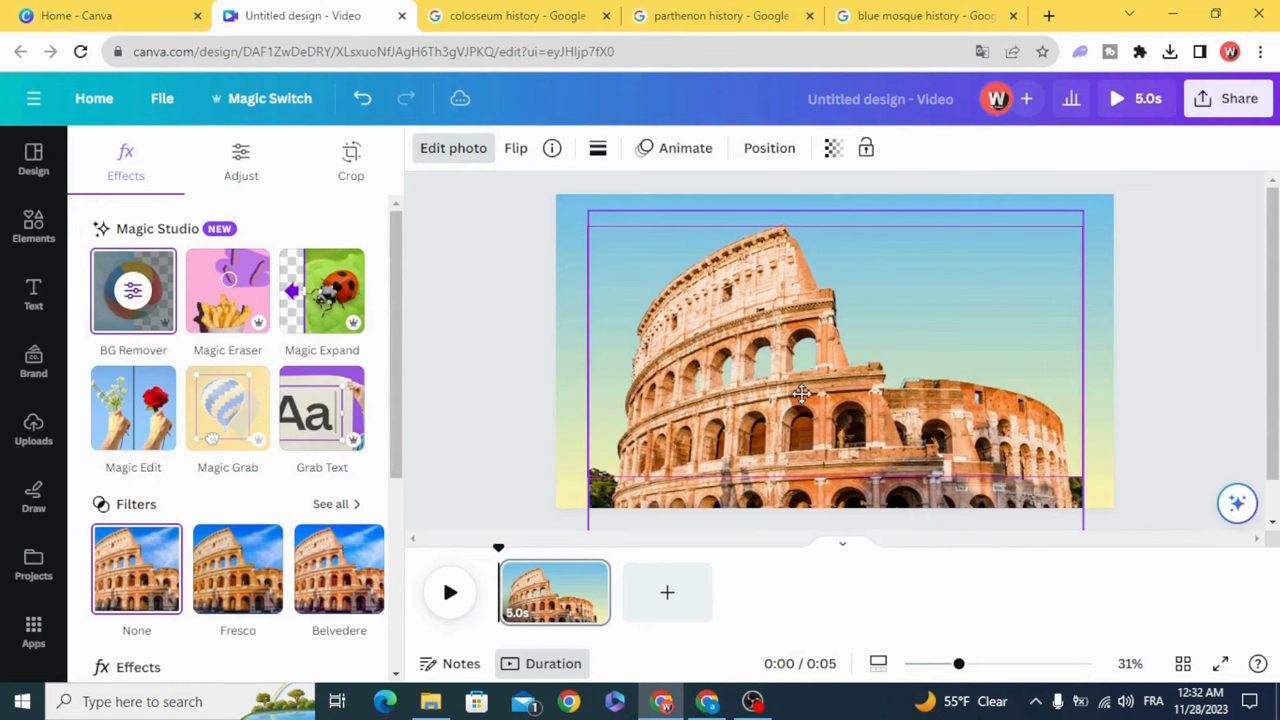 Home - Canva
Untitled design - Video
colosseum history - Google
parthenon history - Google
blue mosque history - Goog
canva.com/design/DAF1ZwDeDRY/XLsxuoNfJAgH6Th3gVJPKQ/edit?ui=eyJHIjp7fX0
Home
File
Magic Switch
Untitled design - Video
W
5.0s
Share
Design
Elements
Text
Brand
Uploads
Draw
Projects
Apps
Effects
Adjust
Crop
Edit photo
Flip
Animate
Position
Magic Studio NEW
BG Remover
Magic Eraser
Magic Expand
Aa
Magic Edit
Magic Grab
Grab Text
Filters
See all
None
Fresco
Belvedere
Effects
5.0s
Notes
Duration
0:00 / 0:05
31%
Type here to search
55°F Clear
FRA
12:32 AM
11/28/2023